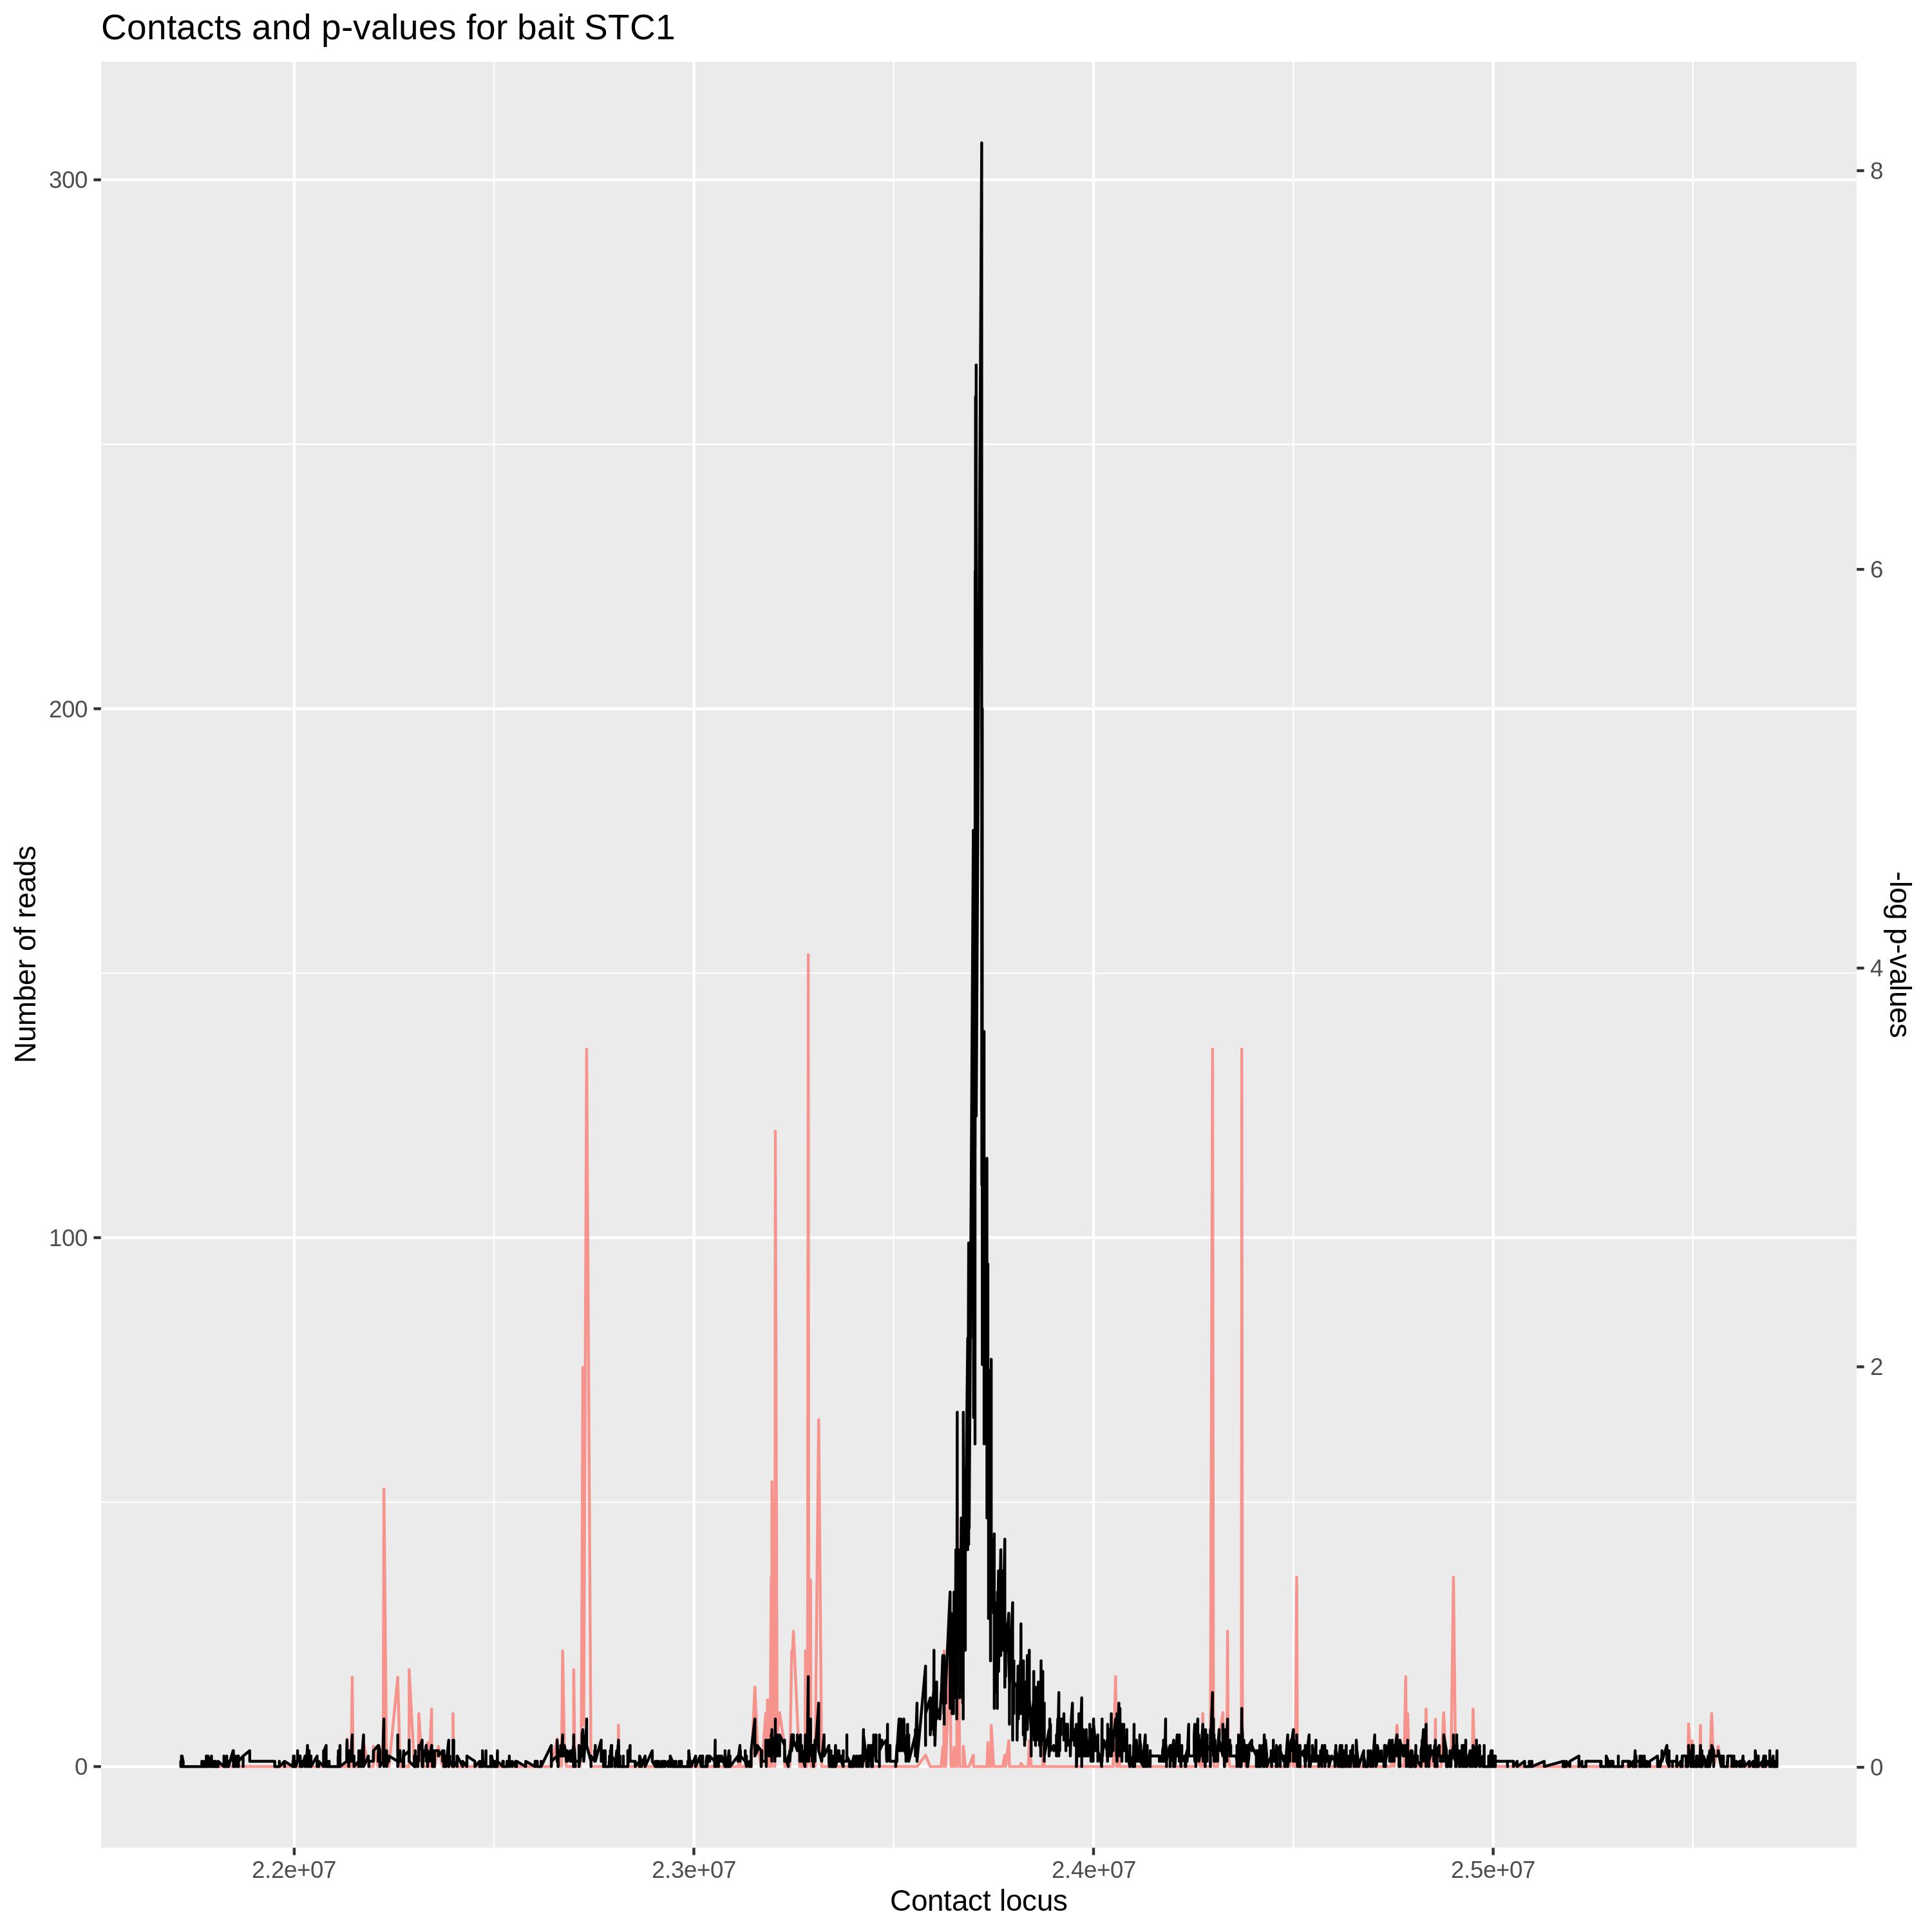 Contacts and p-values for bait STC1
300
200
100
0
Number of reads
8
6
4
2
0
-log p-values
2.2e+07
2.3e+07
2.4e+07
2.5e+07
Contact locus